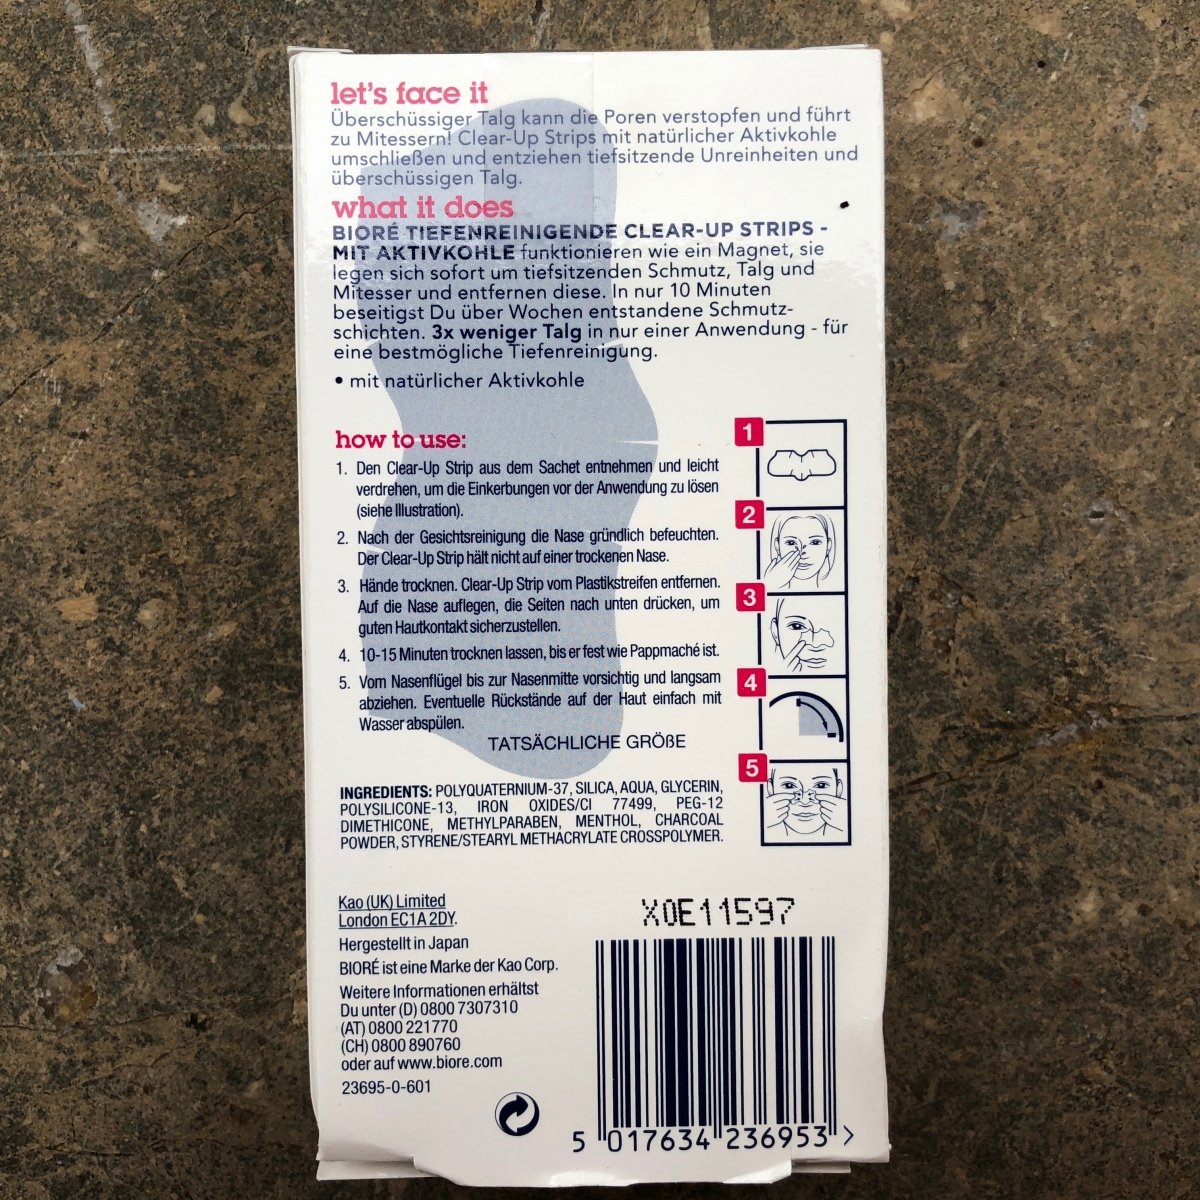 let's face it
Überschüssiger Talg kann die Poren verstopfen und führt
zu Mitessern! Clear-Up Strips mit natürlicher Aktivkohle
umschließen und entziehen tiefsitzende Unreinheiten und
überschüssigen Talg.
what it does
BIORÉ TIEFENREINIGENDE CLEAR-UP STRIPS -
MIT AKTIVKOHLE funktionieren wie ein Magnet, sie
legen sich sofort um tiefsitzenden Schmutz, Talg und
Mitesser und entfernen diese. In nur 10 Minuten
beseitigst Du über Wochen entstandene Schmutz-
schichten. 3x weniger Talg in nur einer Anwendung - für
eine bestmögliche Tiefenreinigung.
• mit natürlicher Aktivkohle
how to use:
1. Den Clear-Up Strip aus dem Sachet entnehmen und leicht
verdrehen, um die Einkerbungen vor der Anwendung zu lösen
(siehe Illustration).
2. Nach der Gesichtsreinigung die Nase gründlich befeuchten.
Der Clear-Up Strip hält nicht auf einer trockenen Nase.
3. Hände trocknen. Clear-Up Strip vom Plastikstreifen entfernen.
Auf die Nase auflegen, die Seiten nach unten drücken, um
guten Hautkontakt sicherzustellen.
4. 10-15 Minuten trocknen lassen, bis er fest wie Pappmaché ist.
5. Vom Nasenflügel bis zur Nasenmitte vorsichtig und langsam
abziehen. Eventuelle Rückstände auf der Haut einfach mit
Wasser abspülen.
TATSÄCHLICHE GRÖßE
1
2
3
4
5
INGREDIENTS: POLYQUATERNIUM-37, SILICA, AQUA, GLYCERIN,
POLYSILICONE-13, IRON OXIDES/CI 77499, PEG-12
DIMETHICONE, METHYLPARABEN, MENTHOL, CHARCOAL
POWDER, STYRENE/STEARYL METHACRYLATE CROSSPOLYMER.
Kao (UK) Limited
London EC1A 2DY.
Hergestellt in Japan
BIORÉ ist eine Marke der Kao Corp.
Weitere Informationen erhältst
Du unter (D) 0800 7307310
(AT) 0800 221770
(CH) 0800 890760
oder auf www.biore.com
23695-0-601
X0E11597
5 017634 236953 >